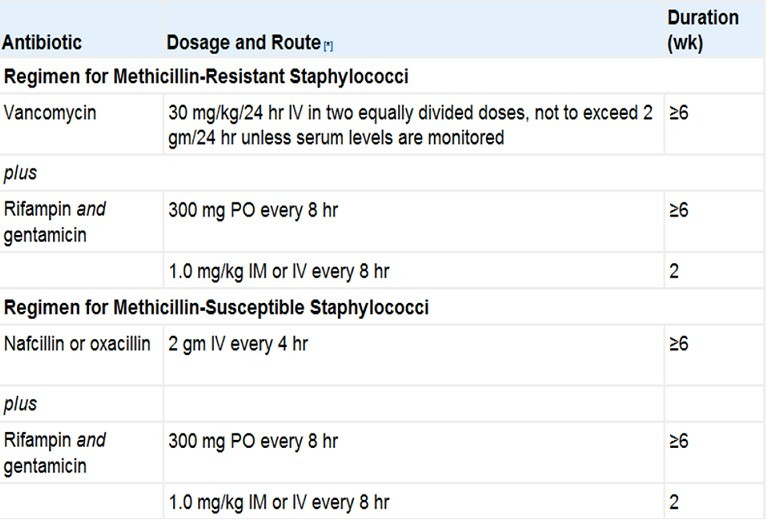 Antibiotic Dosage and Route [*] Duration (wk)
Regimen for Methicillin-Resistant Staphylococci
Vancomycin 30 mg/kg/24 hr IV in two equally divided doses, not to exceed 2 ≥6
gm/24 hr unless serum levels are monitored
plus
Rifampin and 300 mg PO every 8 hr ≥6
gentamicin
1.0 mg/kg IM or IV every 8 hr 2
Regimen for Methicillin-Susceptible Staphylococci
Nafcillin or oxacillin 2 gm IV every 4 hr ≥6
plus
Rifampin and 300 mg PO every 8 hr ≥6
gentamicin
1.0 mg/kg IM or IV every 8 hr 2